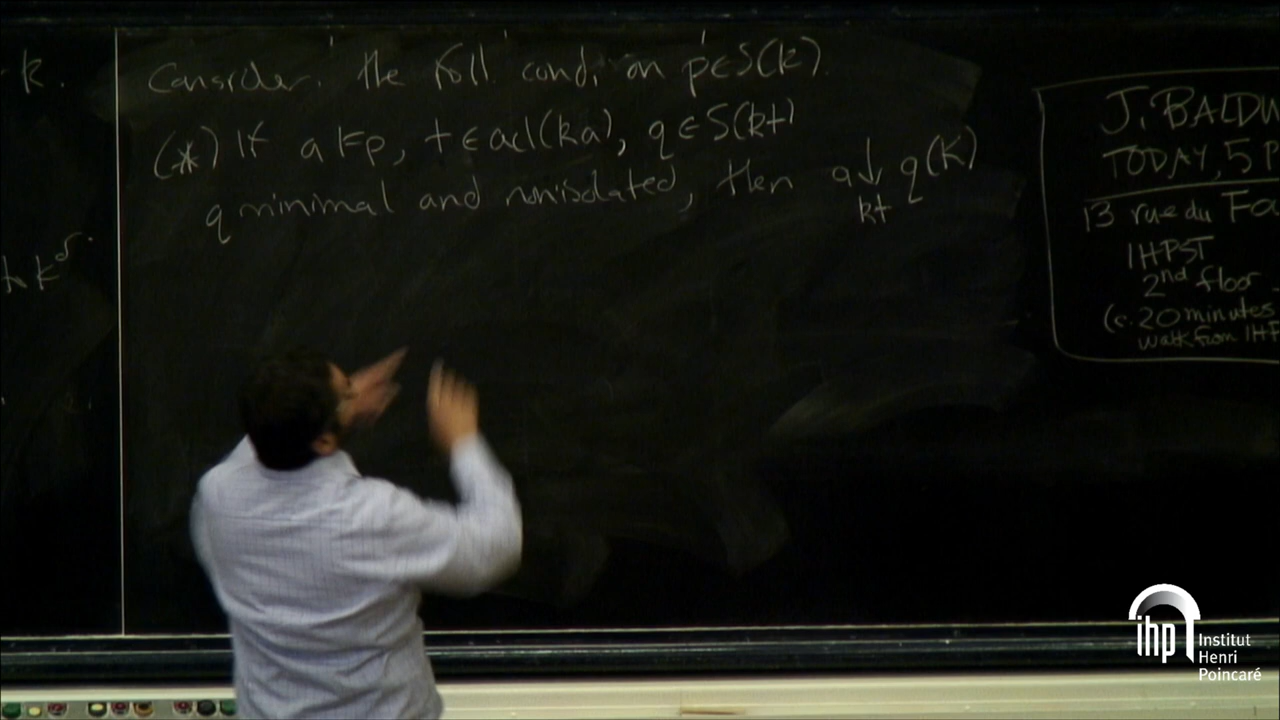 k.
Consider the foll. cond. on p∈S(k).
(*) If a⊨p, t∈acl(ka), q∈S(kt)
q minimal and nonisolated, then a ↓ q(K)
kt
k
J. BALDW
TODAY, 5 P
13 rue du Fo
IHPST
2nd floor
(c. 20 minutes
walk from IHP
ihp Institut
Henri
Poincaré